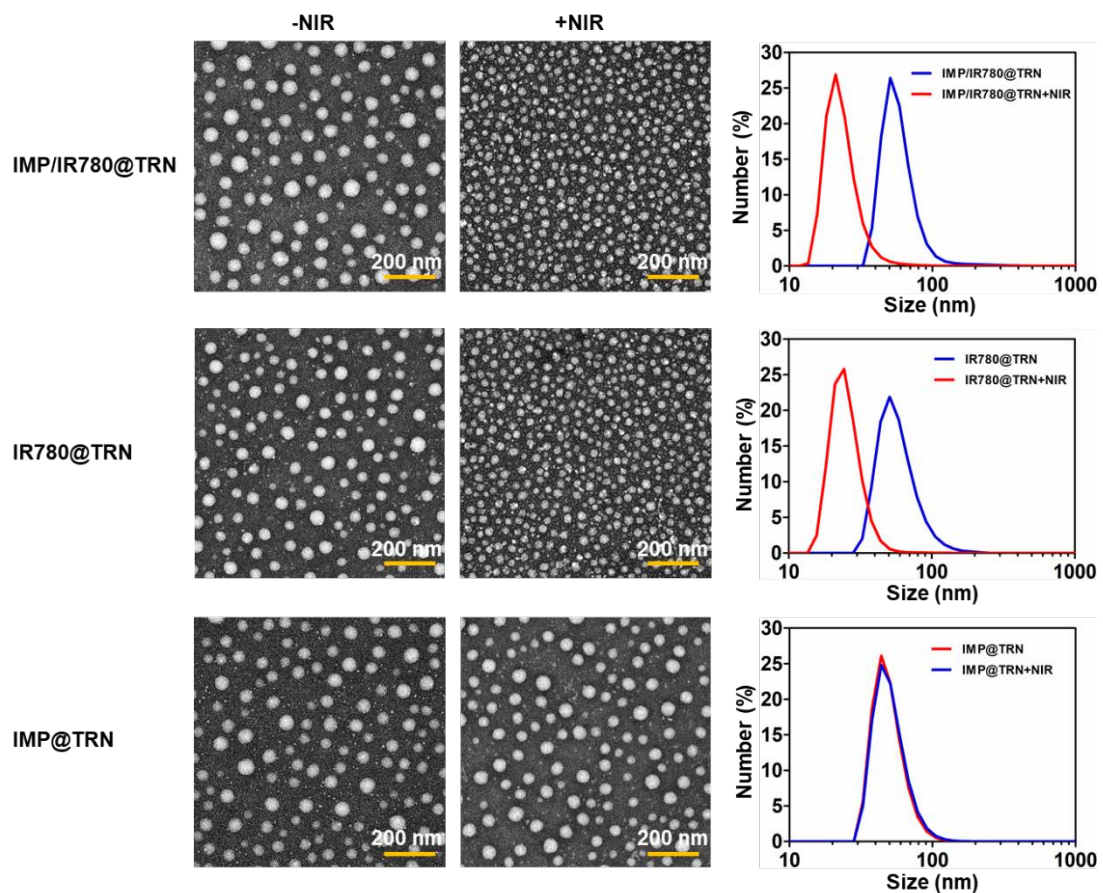 -NIR
+NIR
IMP/IR780@TRN
200 nm
200 nm
Number (%)
30
25
20
15
10
5
0
IMP/IR780@TRN
IMP/IR780@TRN+NIR
10
100
1000
Size (nm)
IR780@TRN
200 nm
200 nm
Number (%)
30
25
20
15
10
5
0
IR780@TRN
IR780@TRN+NIR
10
100
1000
Size (nm)
IMP@TRN
200 nm
200 nm
Number (%)
30
25
20
15
10
5
0
IMP@TRN
IMP@TRN+NIR
10
100
1000
Size (nm)